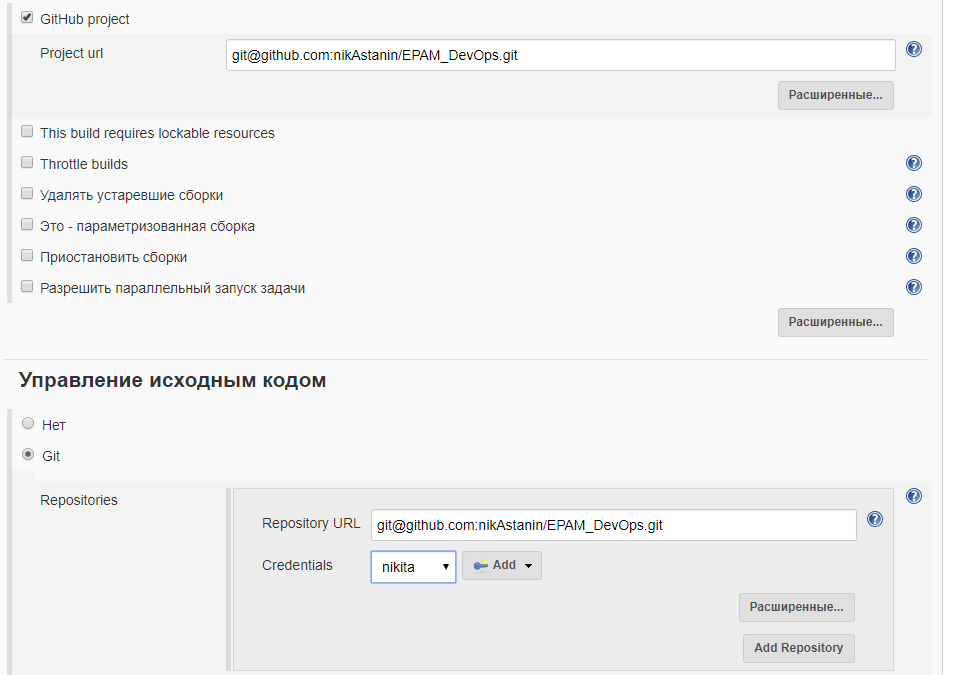 GitHub project
Project url
git@github.com:nikAstanin/EPAM_DevOps.git
Расширенные...
This build requires lockable resources
Throttle builds
Удалять устаревшие сборки
Это - параметризованная сборка
Приостановить сборки
Разрешить параллельный запуск задачи
Расширенные...
Управление исходным кодом
Нет
Git
Repositories
Repository URL
git@github.com:nikAstanin/EPAM_DevOps.git
Credentials
nikita
Add
Расширенные...
Add Repository